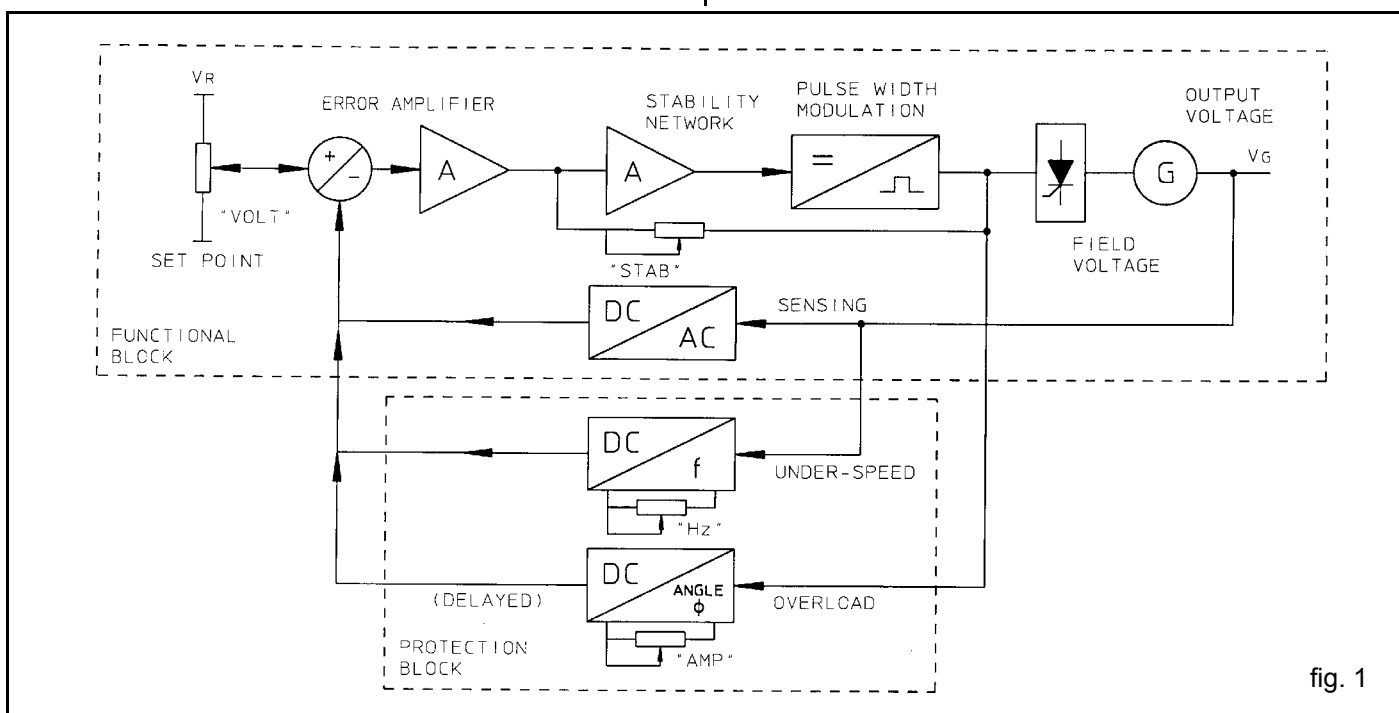 VR
ERROR AMPLIFIER
STABILITY
NETWORK
PULSE WIDTH
MODULATION
OUTPUT
VOLTAGE
+
-
A
A
=
G
VG
"VOLT"
SET POINT
"STAB"
FIELD
VOLTAGE
DC
AC
SENSING
FUNCTIONAL
BLOCK
DC
f
UNDER-SPEED
"Hz"
DC
ANGLE
ϕ
(DELAYED)
OVERLOAD
"AMP"
PROTECTION
BLOCK
fig. 1